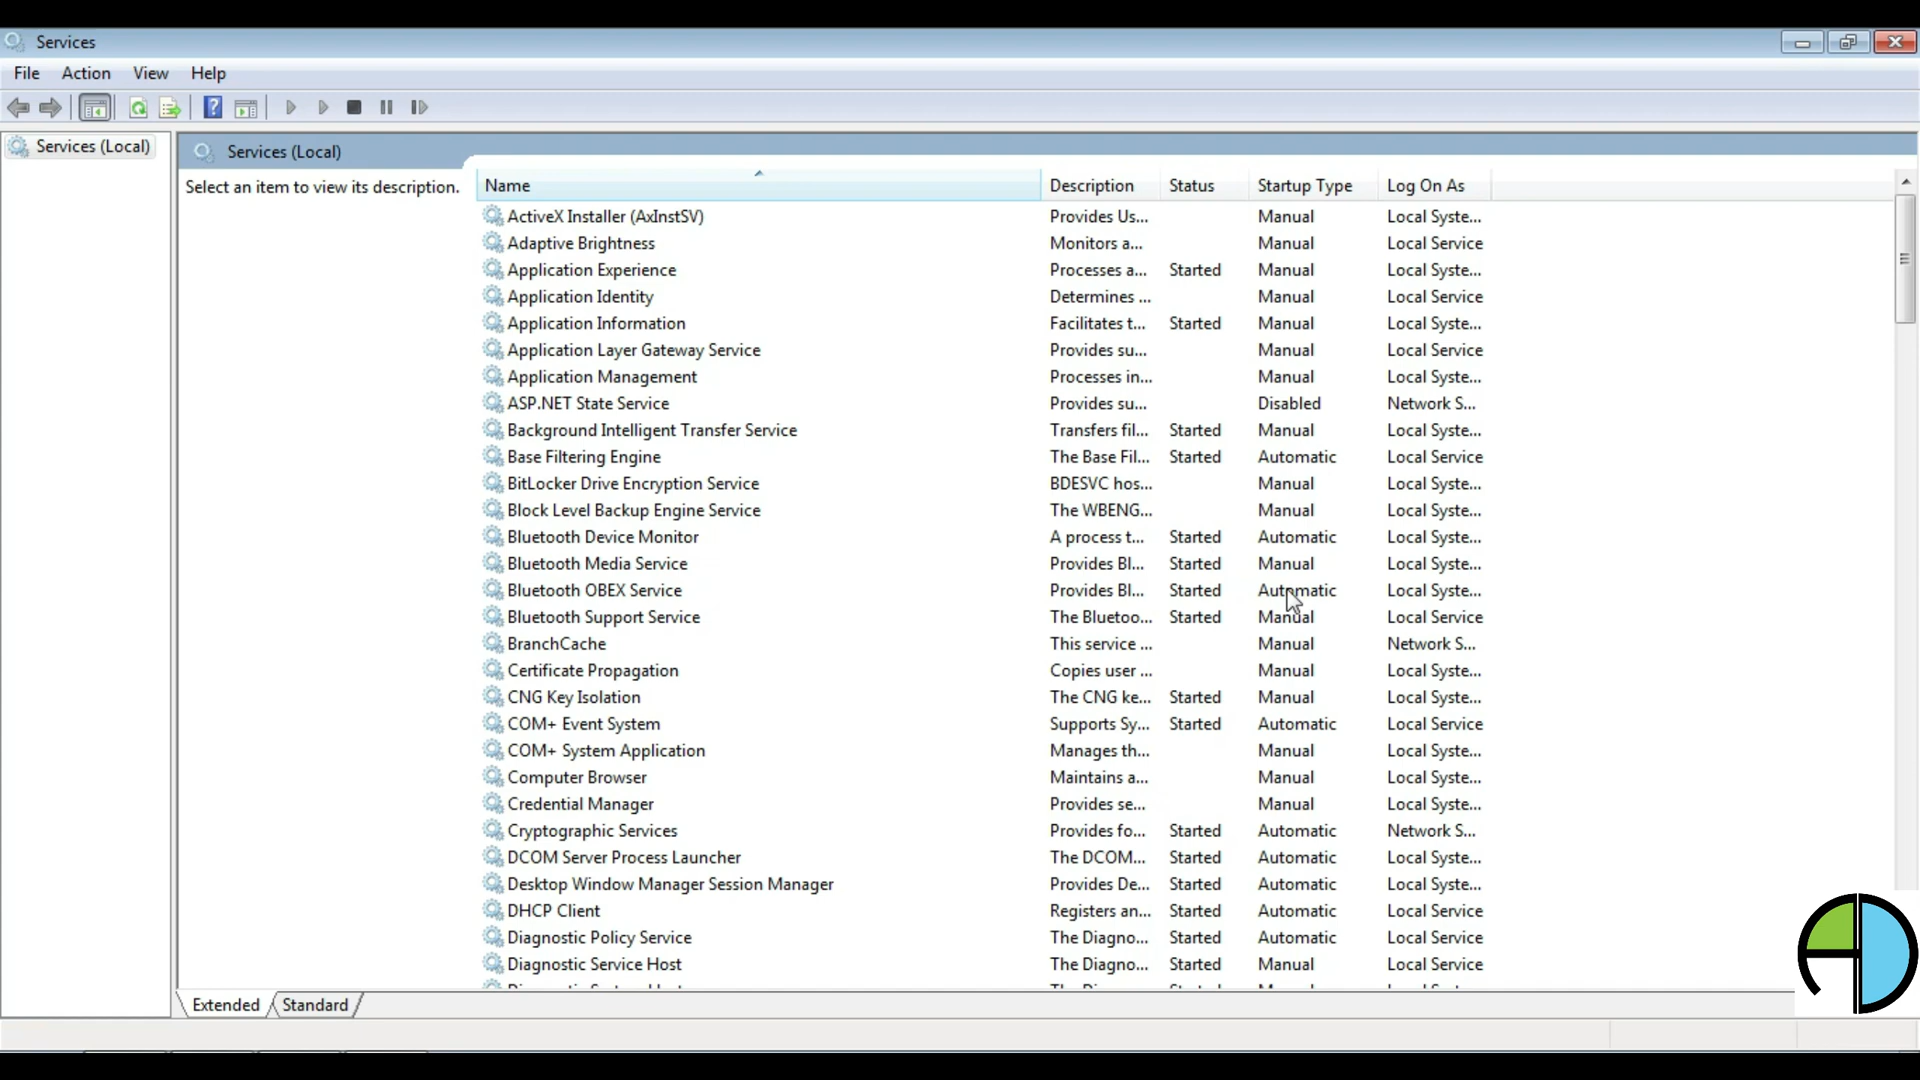 Services
File Action View Help
Services (Local)
Services (Local)
Select an item to view its description.
Name Description Status Startup Type Log On As
ActiveX Installer (AxInstSV) Provides Us... Manual Local Syste...
Adaptive Brightness Monitors a... Manual Local Service
Application Experience Processes a... Started Manual Local Syste...
Application Identity Determines ... Manual Local Service
Application Information Facilitates t... Started Manual Local Syste...
Application Layer Gateway Service Provides su... Manual Local Service
Application Management Processes in... Manual Local Syste...
ASP.NET State Service Provides su... Disabled Network S...
Background Intelligent Transfer Service Transfers fil... Started Manual Local Syste...
Base Filtering Engine The Base Fil... Started Automatic Local Service
BitLocker Drive Encryption Service BDESVC hos... Manual Local Syste...
Block Level Backup Engine Service The WBENG... Manual Local Syste...
Bluetooth Device Monitor A process t... Started Automatic Local Syste...
Bluetooth Media Service Provides Bl... Started Manual Local Syste...
Bluetooth OBEX Service Provides Bl... Started Automatic Local Syste...
Bluetooth Support Service The Bluetoo... Started Manual Local Service
BranchCache This service ... Manual Network S...
Certificate Propagation Copies user ... Manual Local Syste...
CNG Key Isolation The CNG ke... Started Manual Local Syste...
COM+ Event System Supports Sy... Started Automatic Local Service
COM+ System Application Manages th... Manual Local Syste...
Computer Browser Maintains a... Manual Local Syste...
Credential Manager Provides se... Manual Local Syste...
Cryptographic Services Provides fo... Started Automatic Network S...
DCOM Server Process Launcher The DCOM... Started Automatic Local Syste...
Desktop Window Manager Session Manager Provides De... Started Automatic Local Syste...
DHCP Client Registers an... Started Automatic Local Service
Diagnostic Policy Service The Diagno... Started Automatic Local Service
Diagnostic Service Host The Diagno... Started Manual Local Service
Extended Standard